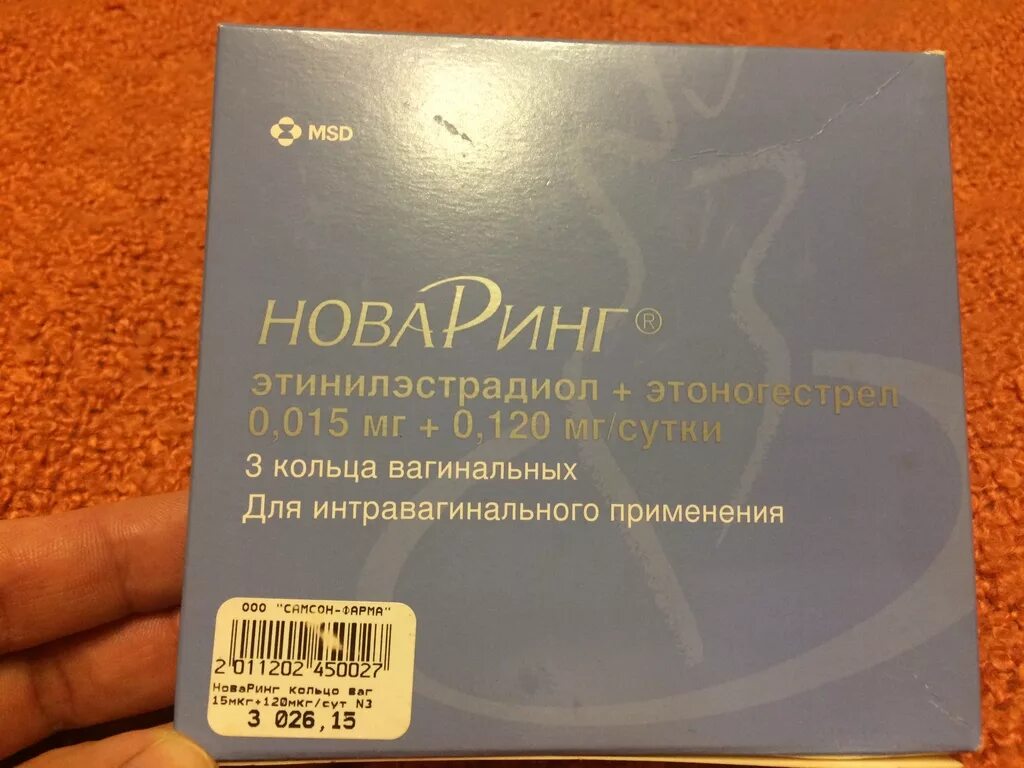 MSD
НОВАРИНГ®
этинилэстрадиол + этоногестрел
0,015 мг + 0,120 мг/сутки
3 кольца вагинальных
Для интравагинального применения
ООО "САМСОН-ФАРМА"
2 011202 450027
НоваРинг кольцо ваг
15мкг+120мкг/сут N3
3 026,15